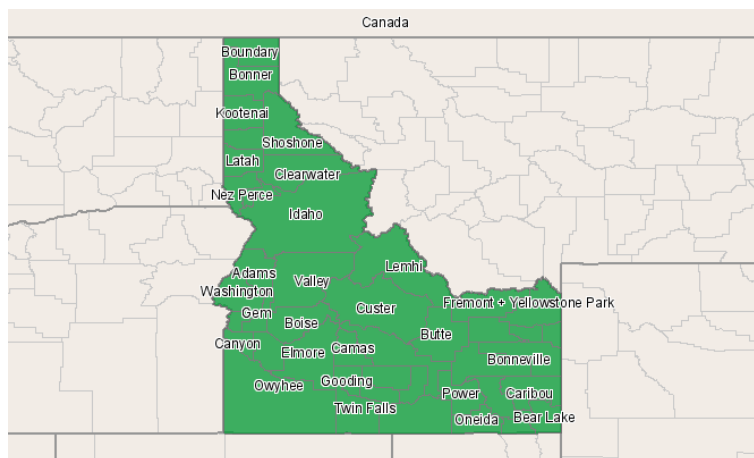 Canada
Boundary
Bonner
Kootenai
Shoshone
Latah
Clearwater
Nez Perce
Idaho
Lemhi
Adams
Valley
Washington
Fremont + Yellowstone Park
Custer
Gem
Boise
Butte
Canyon
Camas
Elmore
Bonneville
Gooding
Owyhee
Power
Caribou
Twin Falls
Bear Lake
Oneida